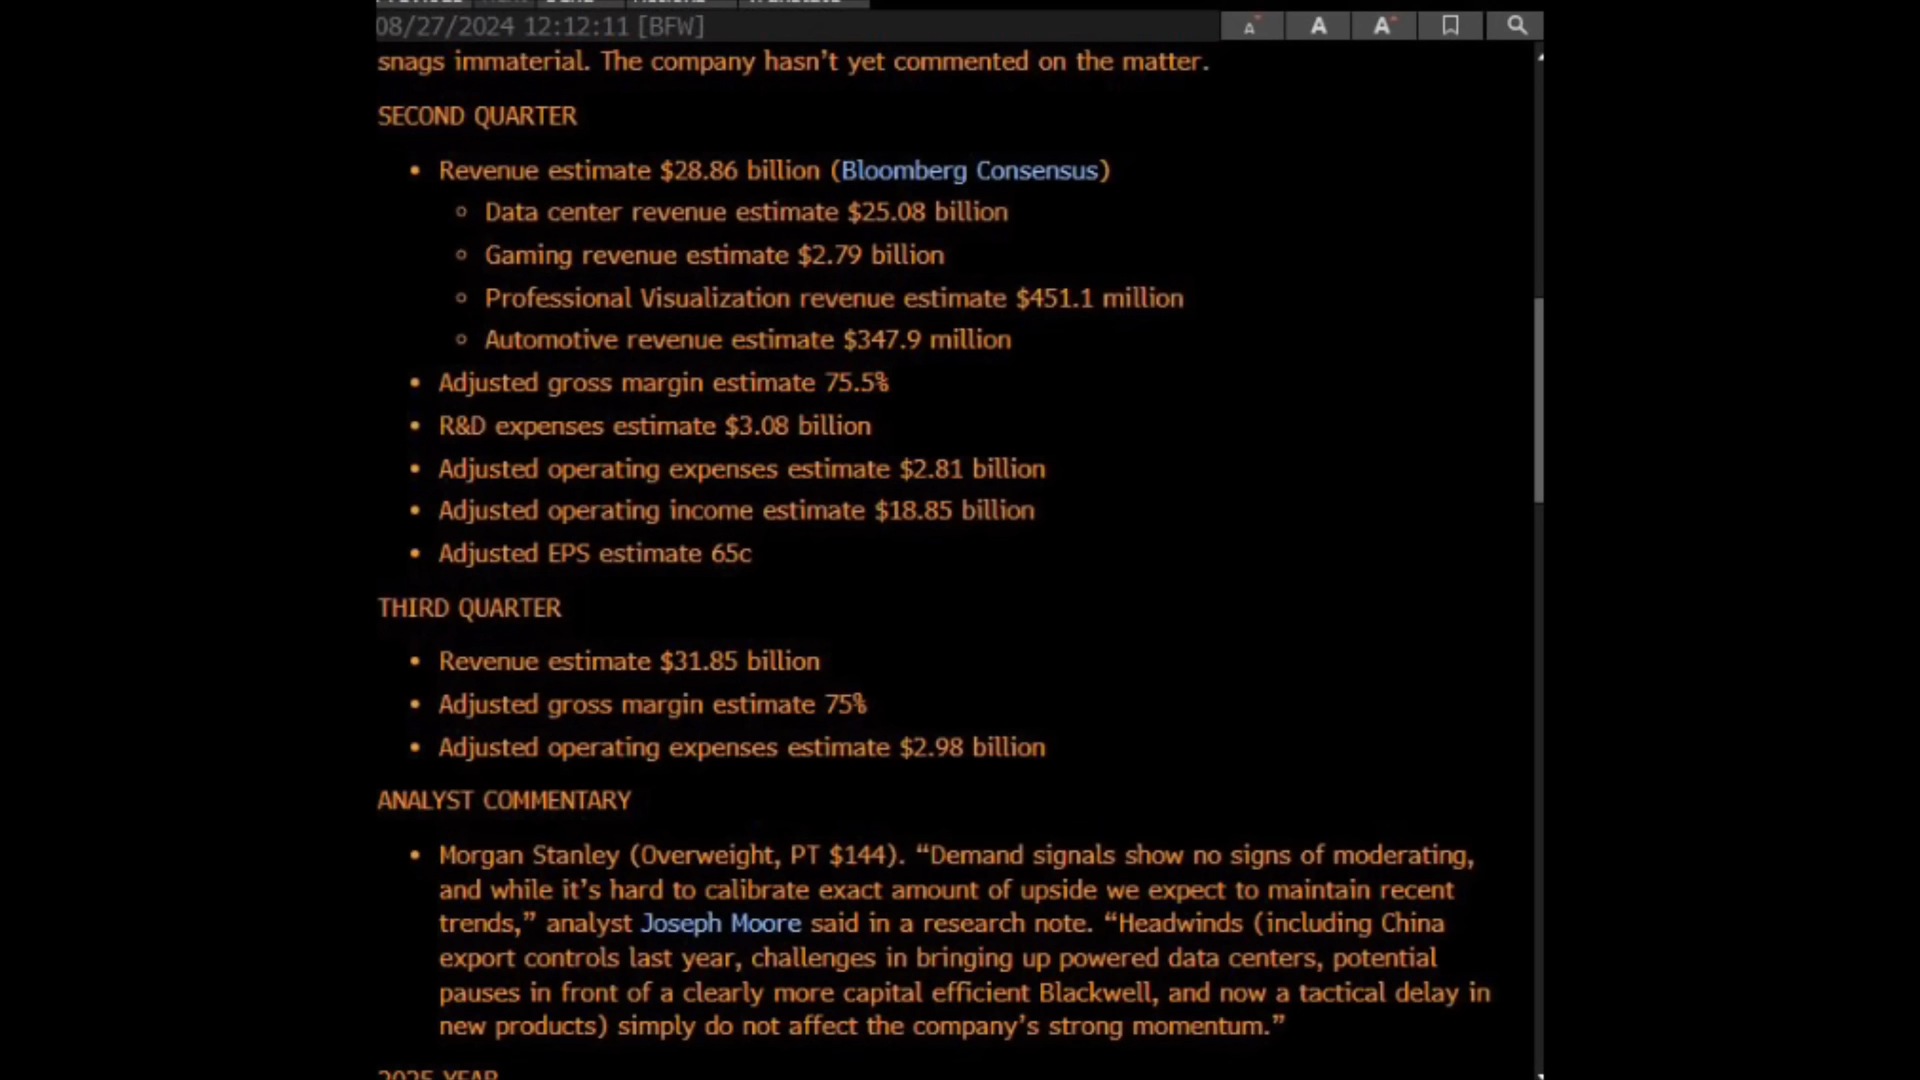 08/27/2024 12:12:11 [BFW]
A A A
snags immaterial. The company hasn’t yet commented on the matter.
SECOND QUARTER
• Revenue estimate $28.86 billion (Bloomberg Consensus)
◦ Data center revenue estimate $25.08 billion
◦ Gaming revenue estimate $2.79 billion
◦ Professional Visualization revenue estimate $451.1 million
◦ Automotive revenue estimate $347.9 million
• Adjusted gross margin estimate 75.5%
• R&D expenses estimate $3.08 billion
• Adjusted operating expenses estimate $2.81 billion
• Adjusted operating income estimate $18.85 billion
• Adjusted EPS estimate 65c
THIRD QUARTER
• Revenue estimate $31.85 billion
• Adjusted gross margin estimate 75%
• Adjusted operating expenses estimate $2.98 billion
ANALYST COMMENTARY
• Morgan Stanley (Overweight, PT $144). “Demand signals show no signs of moderating,
and while it’s hard to calibrate exact amount of upside we expect to maintain recent
trends,” analyst Joseph Moore said in a research note. “Headwinds (including China
export controls last year, challenges in bringing up powered data centers, potential
pauses in front of a clearly more capital efficient Blackwell, and now a tactical delay in
new products) simply do not affect the company’s strong momentum.”
2025 YEAR